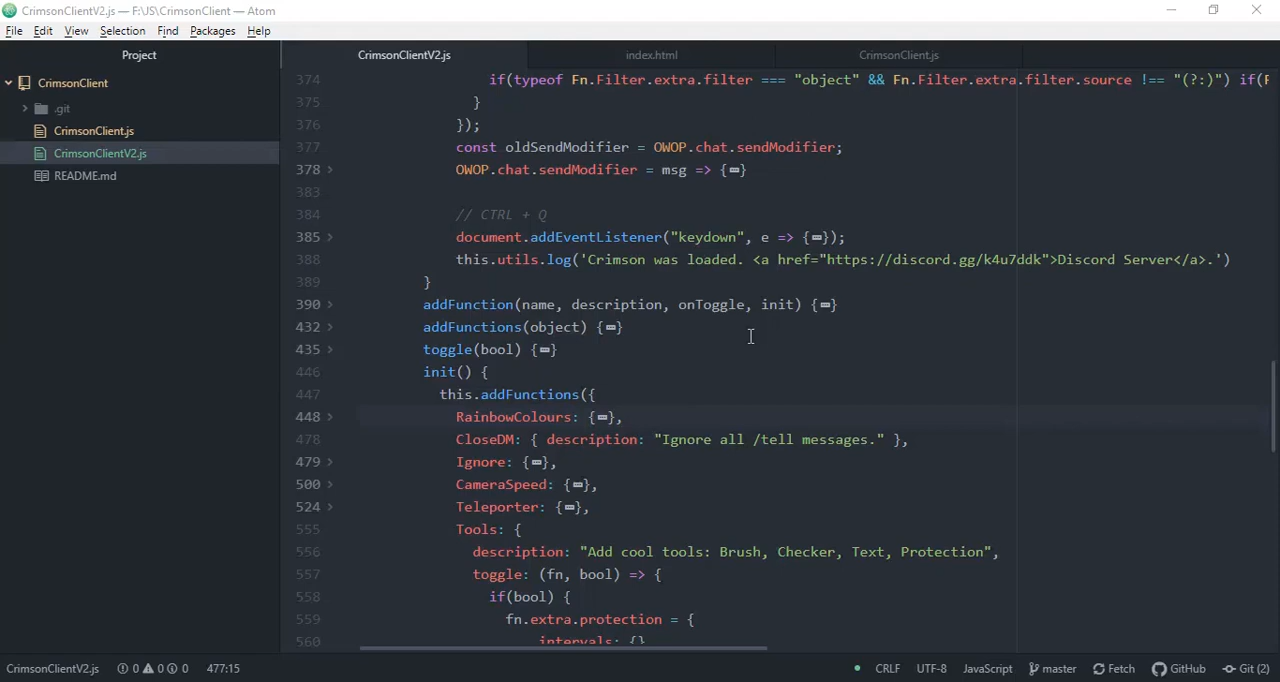 CrimsonClientV2.js — F:\JS\CrimsonClient — Atom
File Edit View Selection Find Packages Help
Project
CrimsonClientV2.js index.html CrimsonClient.js
CrimsonClient
.git
CrimsonClient.js
CrimsonClientV2.js
README.md
374 if(typeof Fn.Filter.extra.filter === "object" && Fn.Filter.extra.filter.source !== "(?:)") if(F
375 }
376 });
377 const oldSendModifier = OWOP.chat.sendModifier;
378 OWOP.chat.sendModifier = msg => {…}
383
384 // CTRL + Q
385 document.addEventListener("keydown", e => {…});
388 this.utils.log('Crimson was loaded. <a href="https://discord.gg/k4u7ddk">Discord Server</a>.')
389 }
390 addFunction(name, description, onToggle, init) {…}
432 addFunctions(object) {…}
435 toggle(bool) {…}
446 init() {
447 this.addFunctions({
448 RainbowColours: {…},
478 CloseDM: { description: "Ignore all /tell messages." },
479 Ignore: {…},
500 CameraSpeed: {…},
524 Teleporter: {…},
555 Tools: {
556 description: "Add cool tools: Brush, Checker, Text, Protection",
557 toggle: (fn, bool) => {
558 if(bool) {
559 fn.extra.protection = {
560 intervals: {}
CrimsonClientV2.js 0 0 0 477:15 CRLF UTF-8 JavaScript master Fetch GitHub Git (2)